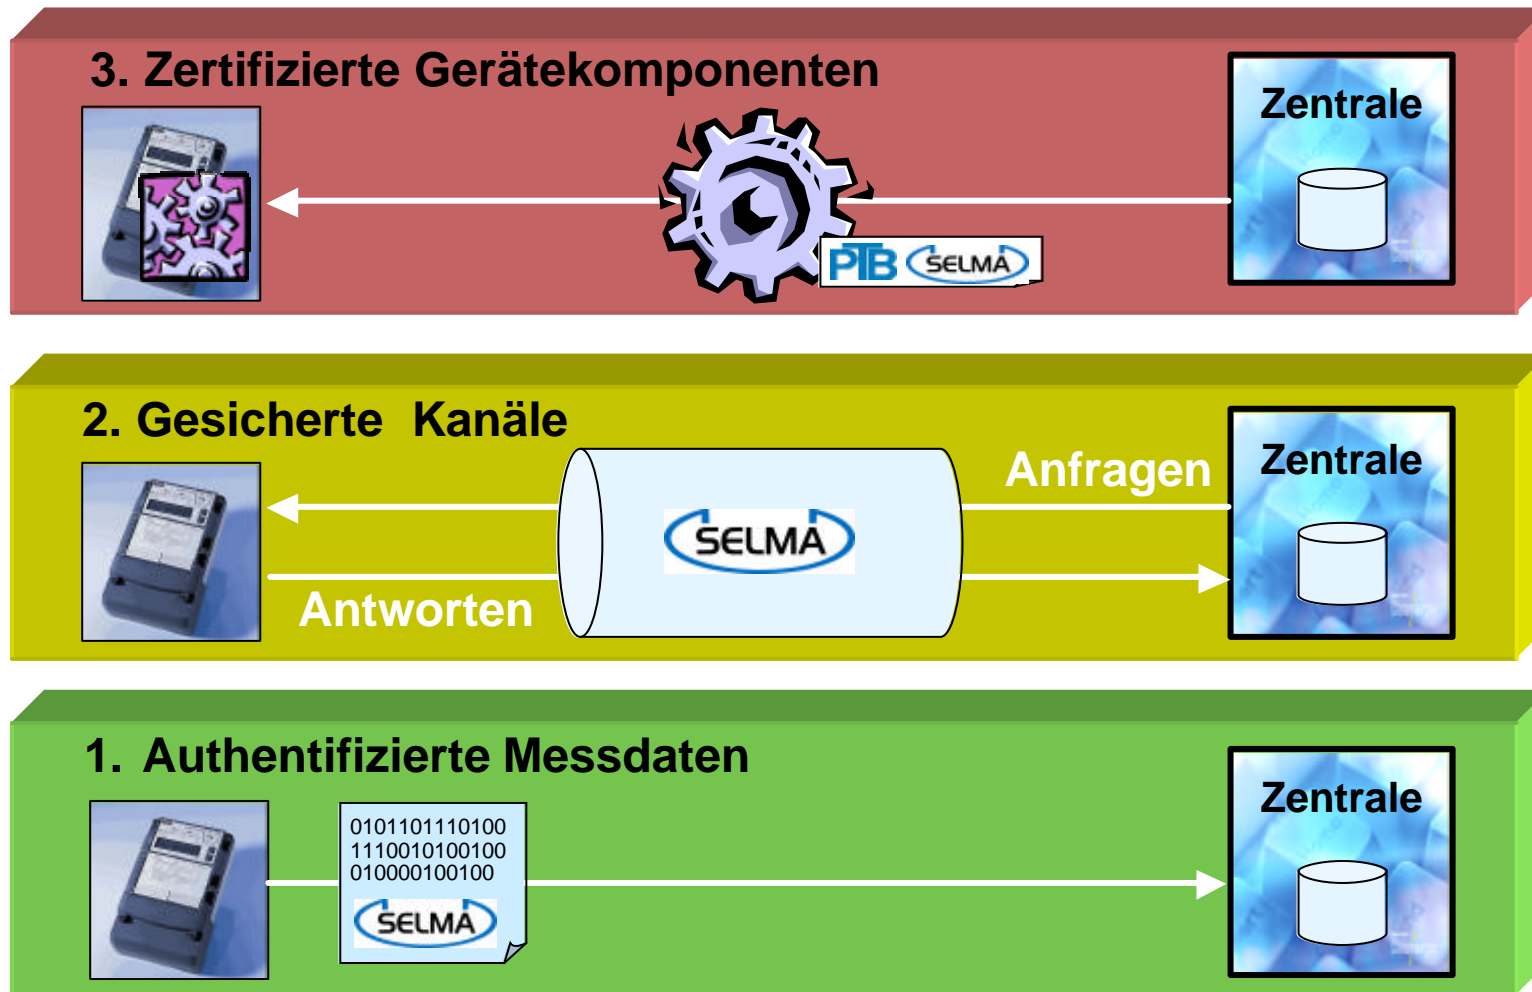 3. Zertifizierte Gerätekomponenten
Zentrale
PTB SELMA
2. Gesicherte Kanäle
Anfragen
Zentrale
SELMA
Antworten
1. Authentifizierte Messdaten
Zentrale
0101101110100
1110010100100
010000100100
SELMA